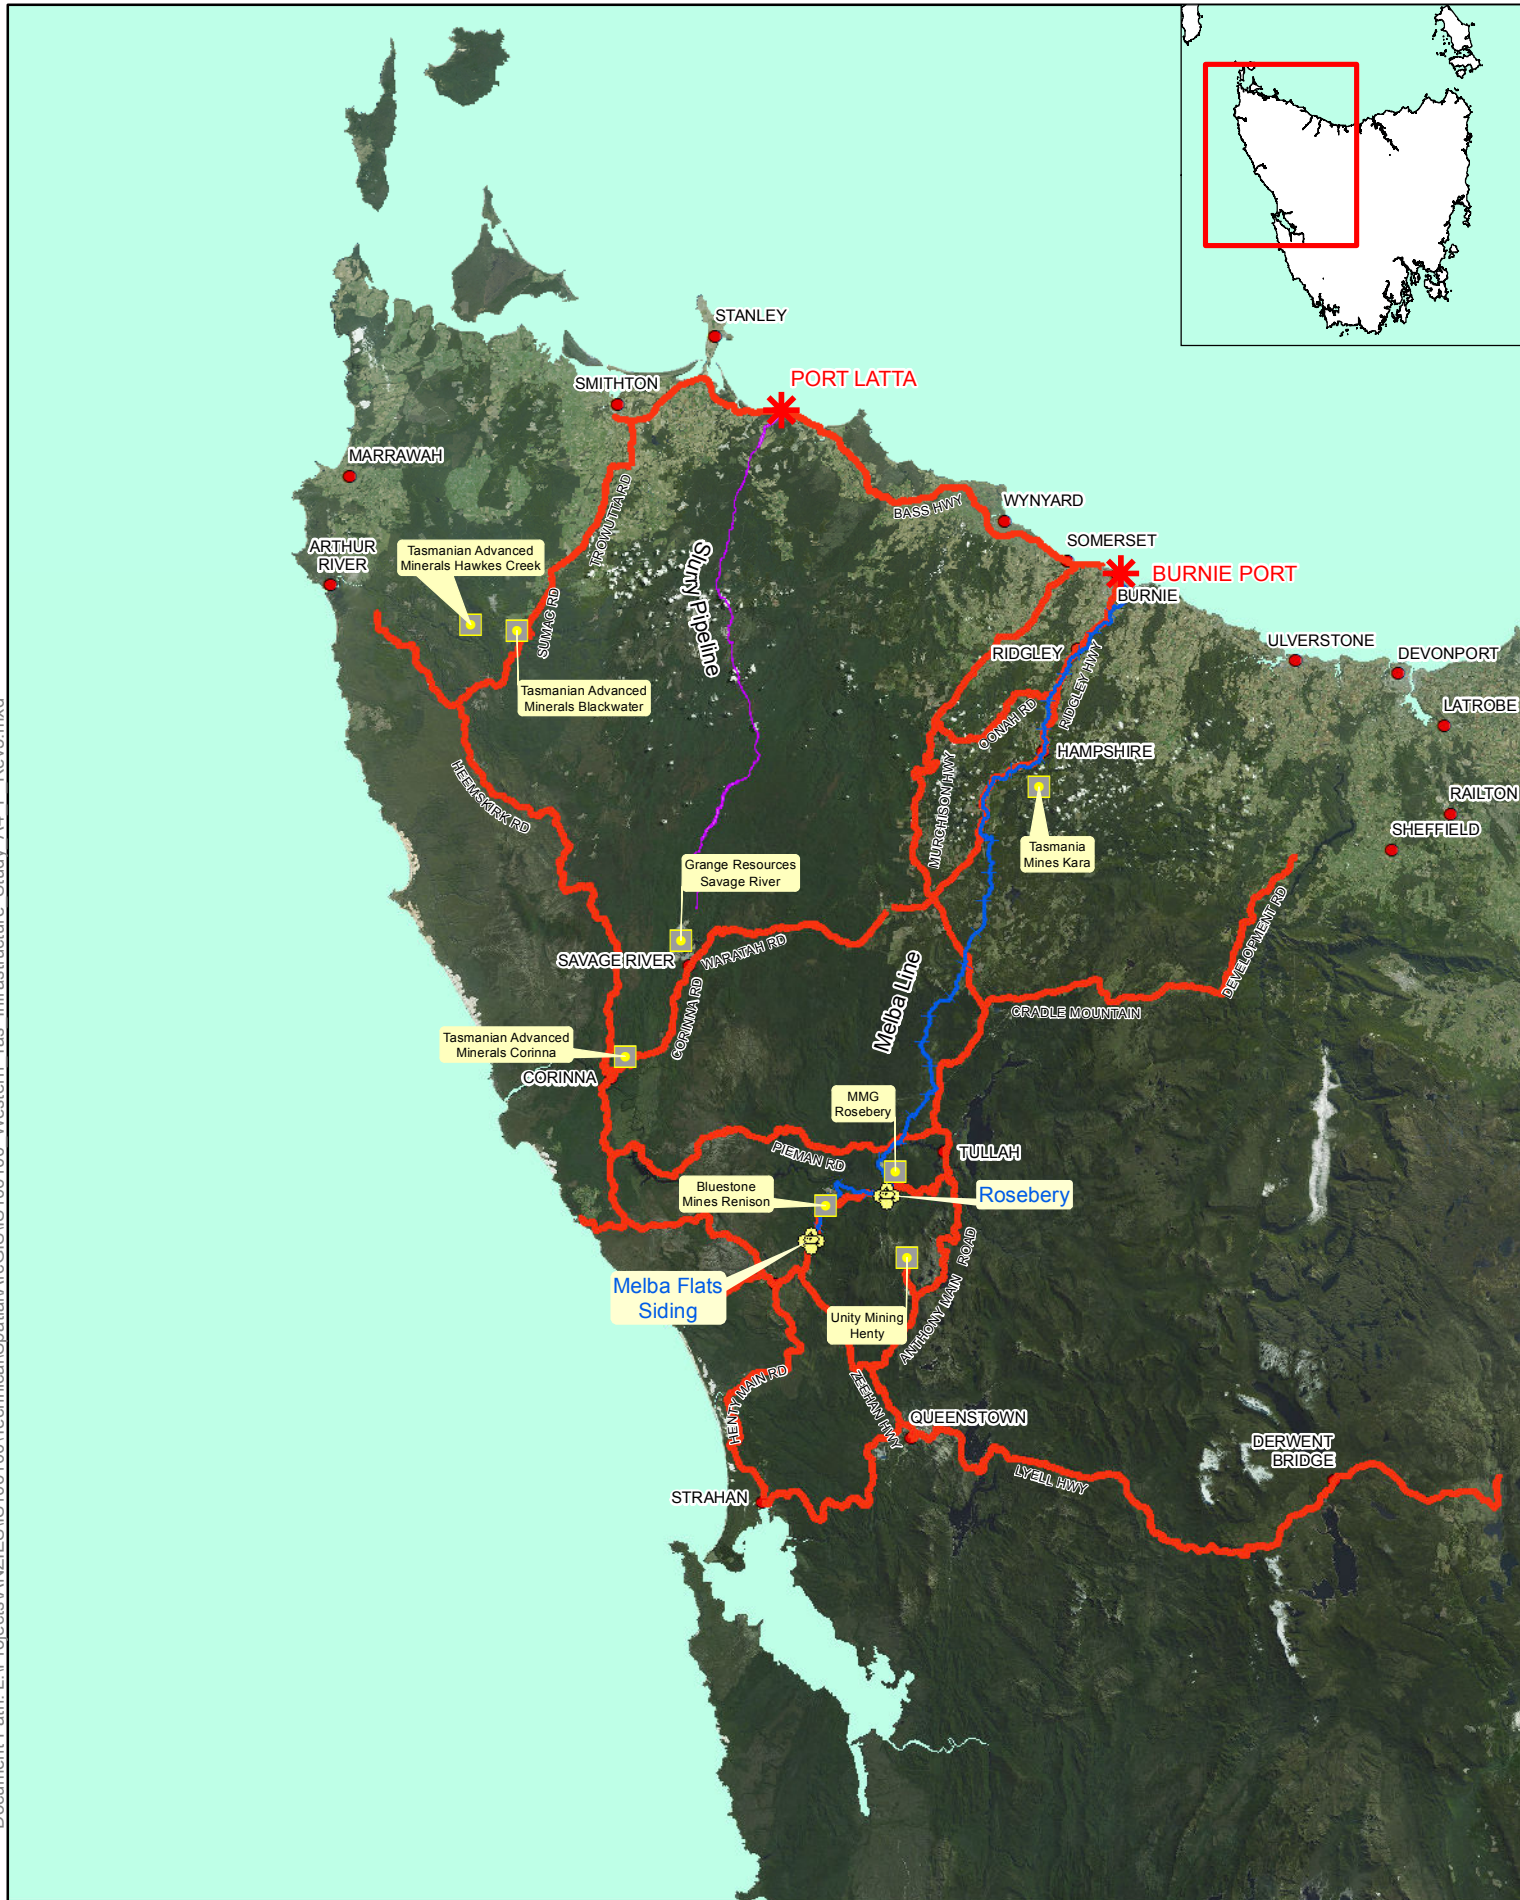 STANLEY
PORT LATTA
SMITHTON
MARRAWAH
TROWUTTA RD
BASS HWY
WYNYARD
SOMERSET
BURNIE PORT
BURNIE
ARTHUR
RIVER
Tasmanian Advanced
Minerals Hawkes Creek
SUMAC RD
Slurry Pipeline
RIDGLEY
RIDGLEY HWY
ULVERSTONE
DEVONPORT
LATROBE
Tasmanian Advanced
Minerals Blackwater
OONAH RD
HAMPSHIRE
HEEMSKIRK RD
MURCHISON HWY
RAILTON
SHEFFIELD
Tasmania
Mines Kara
Grange Resources
Savage River
SAVAGE RIVER
WARATAH RD
DEVELOPMENT RD
CORINNA RD
Melba Line
CRADLE MOUNTAIN
Tasmanian Advanced
Minerals Corinna
CORINNA
MMG
Rosebery
PIEMAN RD
TULLAH
Bluestone
Mines Renison
Rosebery
Melba Flats
Siding
Unity Mining
Henty
ANTHONY MAIN ROAD
HENTY MAIN RD
ZEEHAN HWY
QUEENSTOWN
DERWENT
BRIDGE
LYELL HWY
STRAHAN